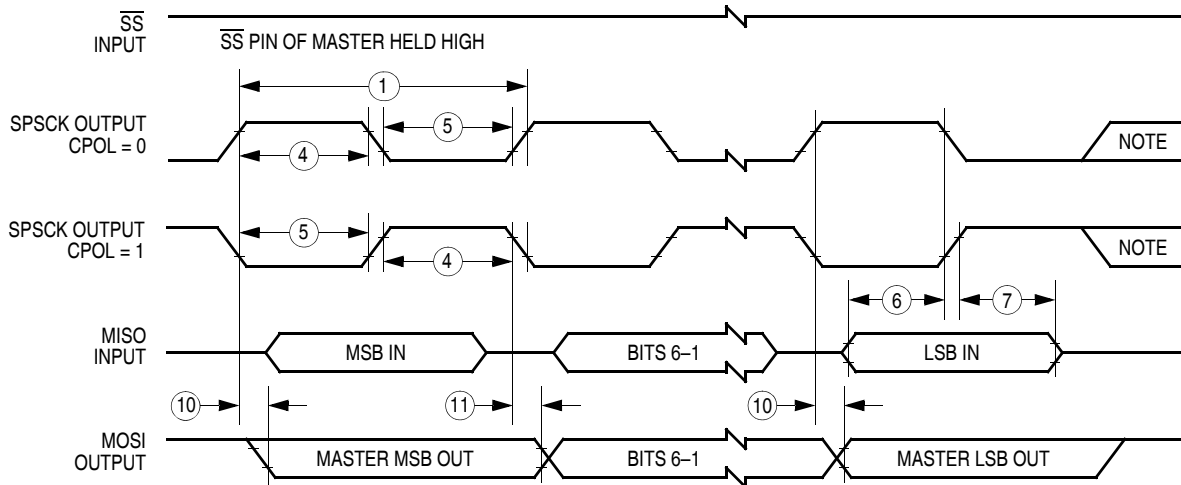 SS
INPUT
SS PIN OF MASTER HELD HIGH
1
SPSCK OUTPUT
CPOL = 0
5
4
NOTE
SPSCK OUTPUT
CPOL = 1
5
4
NOTE
6
7
MISO
INPUT
MSB IN
BITS 6–1
LSB IN
10
11
10
MOSI
OUTPUT
MASTER MSB OUT
BITS 6–1
MASTER LSB OUT